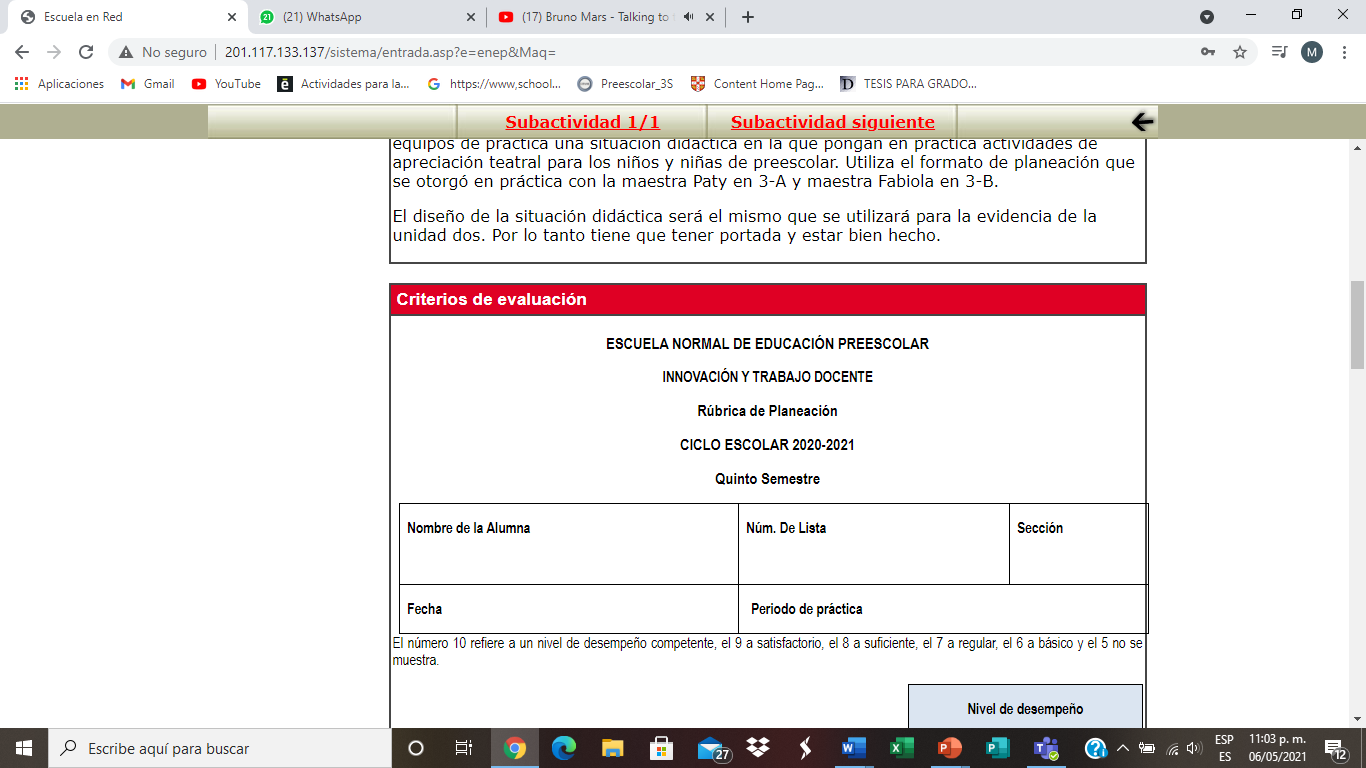 Escuela en Red
(21) WhatsApp
(17) Bruno Mars - Talking to
No seguro
201.117.133.137/sistema/entrada.asp?e=enep&Maq=
M
Aplicaciones
Gmail
YouTube
Actividades para la...
https://www,school...
Preescolar_3S
Content Home Pag...
TESIS PARA GRADO...
Subactividad 1/1
Subactividad siguiente
equipos de práctica una situación didáctica en la que pongan en práctica actividades de
apreciación teatral para los niños y niñas de preescolar. Utiliza el formato de planeación que
se otorgó en práctica con la maestra Paty en 3-A y maestra Fabiola en 3-B.
El diseño de la situación didáctica será el mismo que se utilizará para la evidencia de la
unidad dos. Por lo tanto tiene que tener portada y estar bien hecho.
Criterios de evaluación
ESCUELA NORMAL DE EDUCACIÓN PREESCOLAR
INNOVACIÓN Y TRABAJO DOCENTE
Rúbrica de Planeación
CICLO ESCOLAR 2020-2021
Quinto Semestre
Nombre de la Alumna
Núm. De Lista
Sección
Fecha
Periodo de práctica
El número 10 refiere a un nivel de desempeño competente, el 9 a satisfactorio, el 8 a suficiente, el 7 a regular, el 6 a básico y el 5 no se
muestra.
Nivel de desempeño
Escribe aquí para buscar
27
ESP
ES
11:03 p. m.
06/05/2021
12